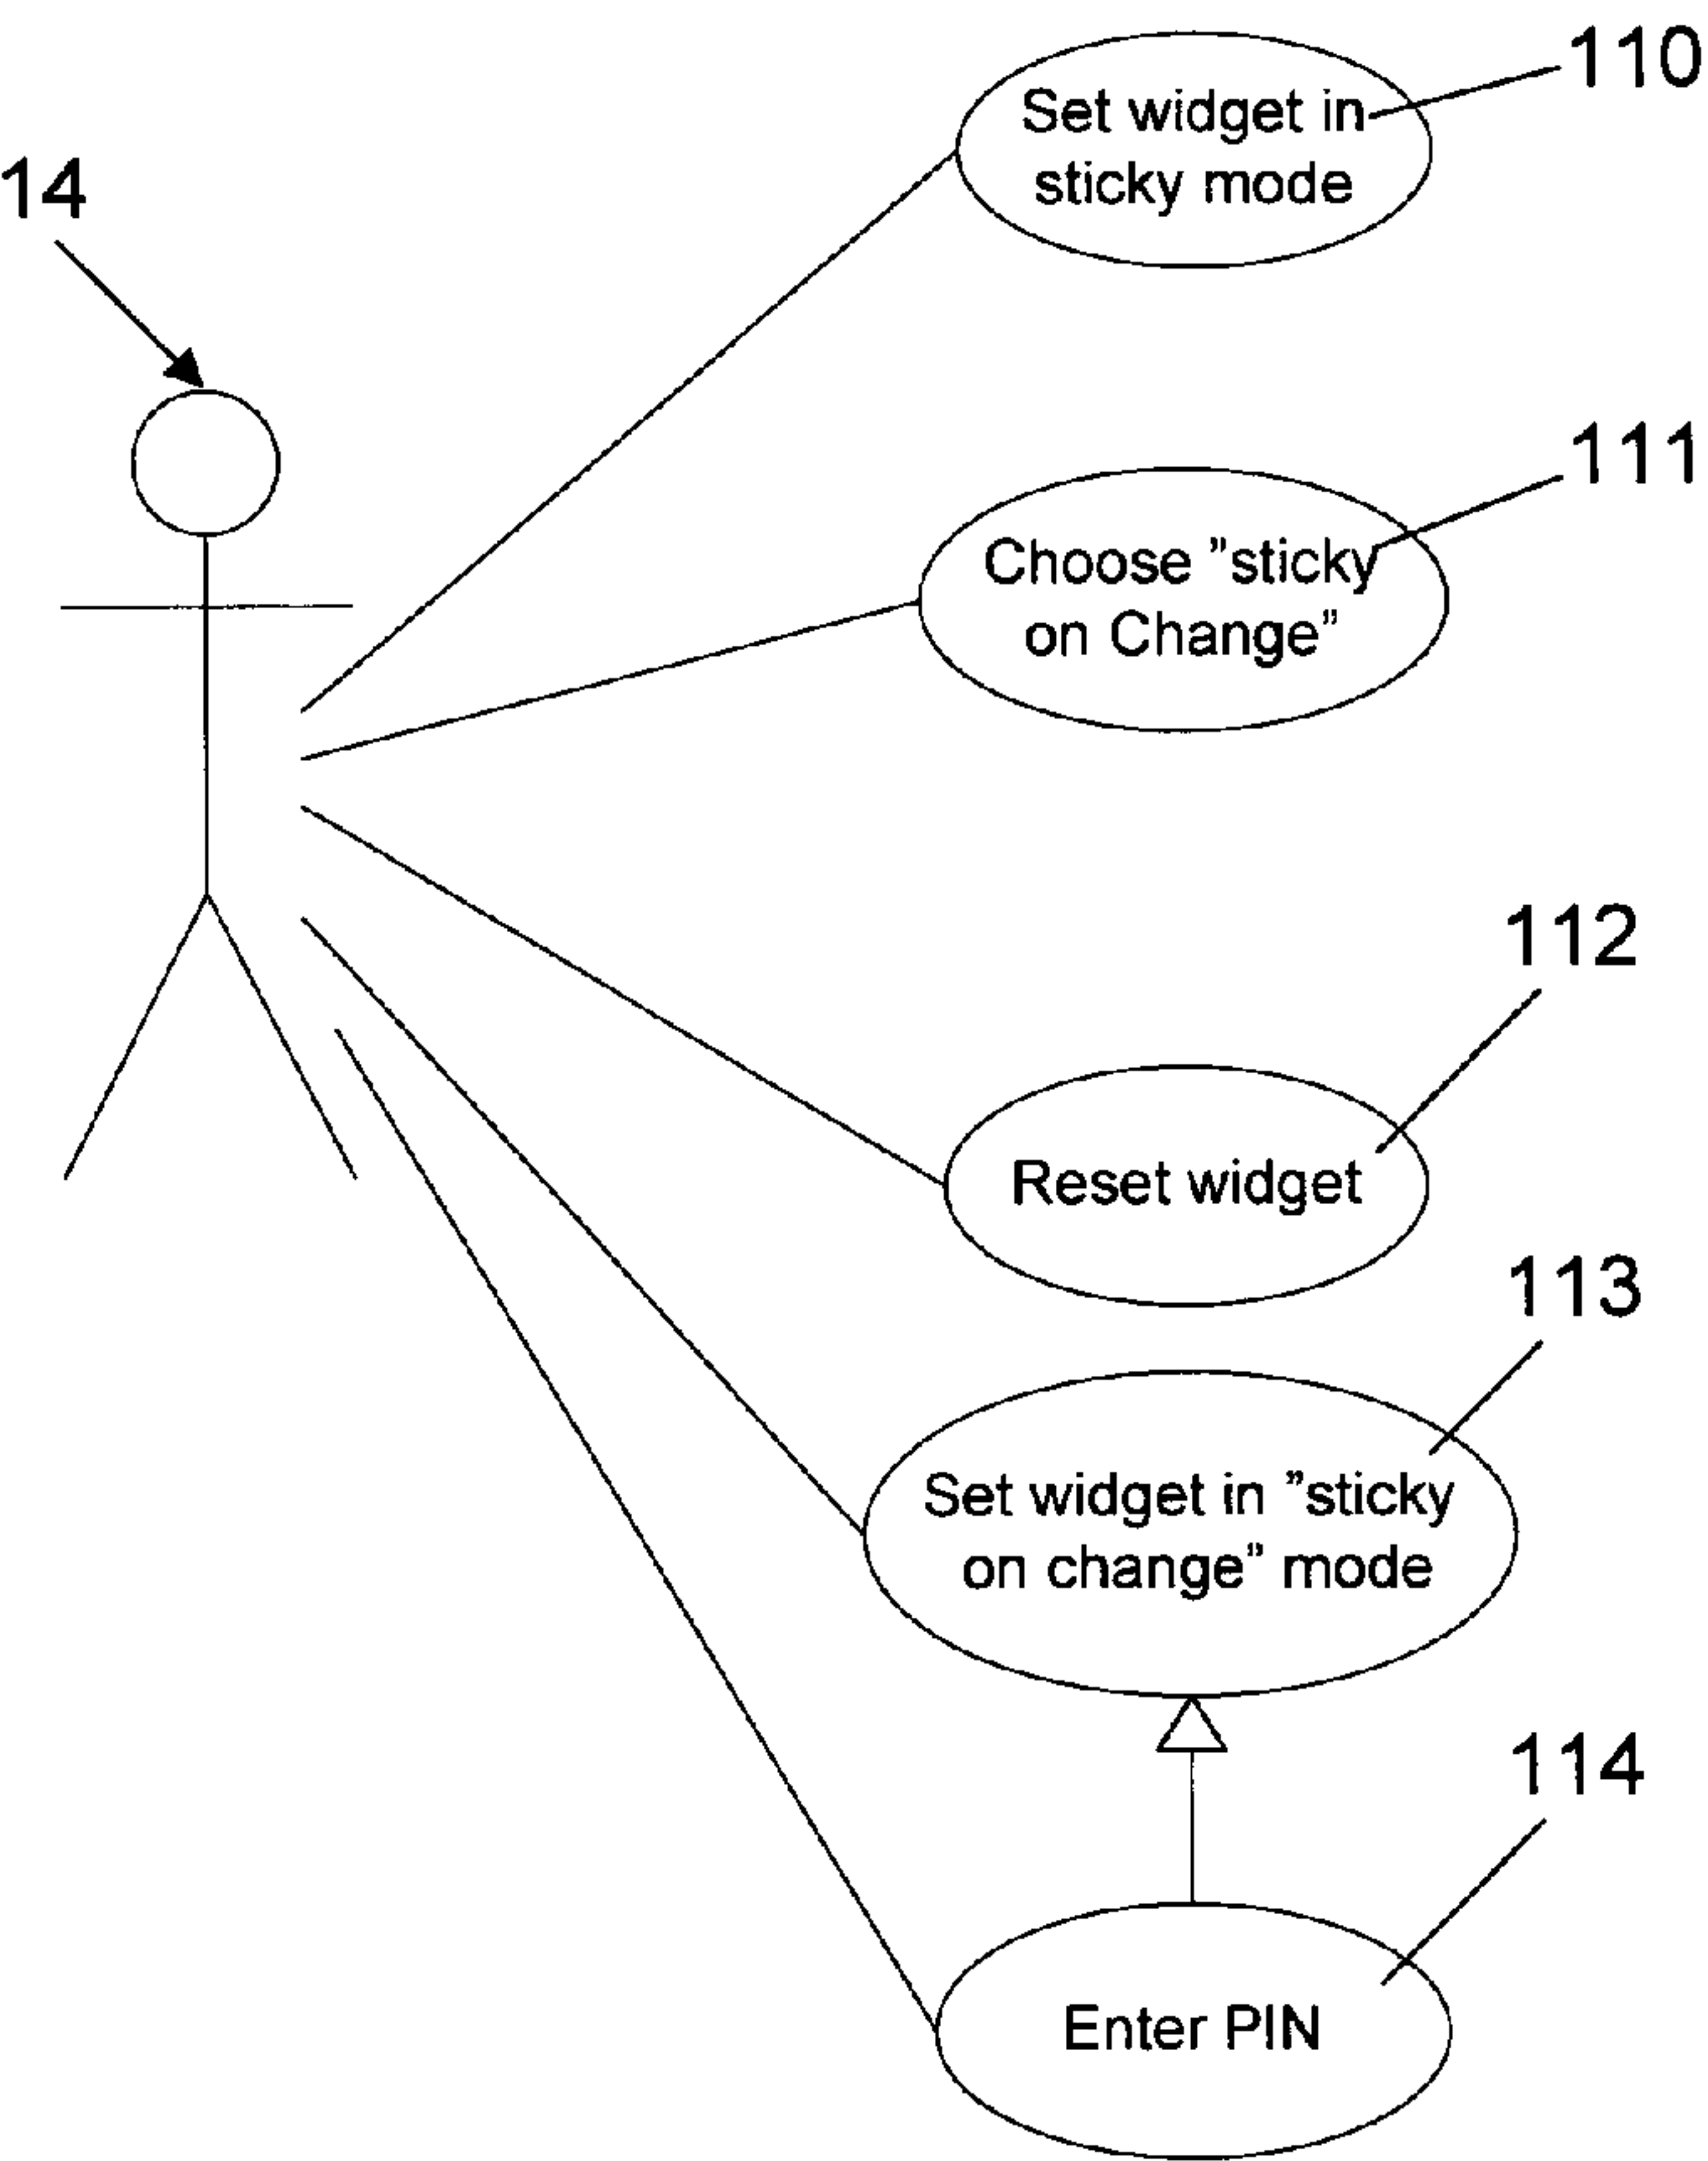 110
Set widget in
sticky mode
14
111
Choose ”sticky
on Change”
112
Reset widget
113
Set widget in ”sticky
on change” mode
114
Enter PIN